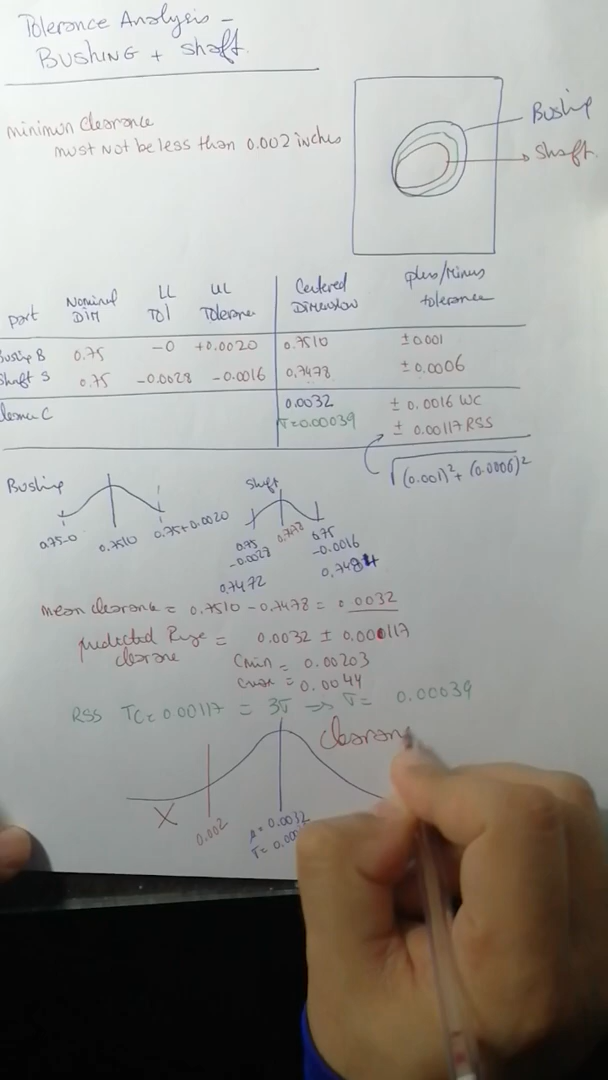 Tolerance Analysis -
BUSHING + Shaft.
minimun clearance
must not be less than 0.002 inches
Bushing
Shaft.
part Nominal DIM LL Tol UL Tolerance Centered Dimension plus/Minus tolerance
Bushing B 0.75 -0 +0.0020 0.7510 ±0.001
Shaft S 0.75 -0.0028 -0.0016 0.7478 ±0.0006
C 0.0032 ± 0.0016 WC
σ=0.00039 ± 0.00117 RSS
√(0.001)²+(0.0006)²
Bushing
0.75-0 0.7510 0.75+0.0020
Shaft
0.75 -0.0028 0.7478 0.75 -0.0016
0.7472 0.7484
mean clearance = 0.7510 - 0.7478 = 0.0032
predicted Range clearance = 0.0032 ± 0.000117
Cmin = 0.00203
Cmax = 0.0044
RSS Tc = 0.00117 = 3σ => σ = 0.00039
Clearan
X 0.002 μ = 0.0032